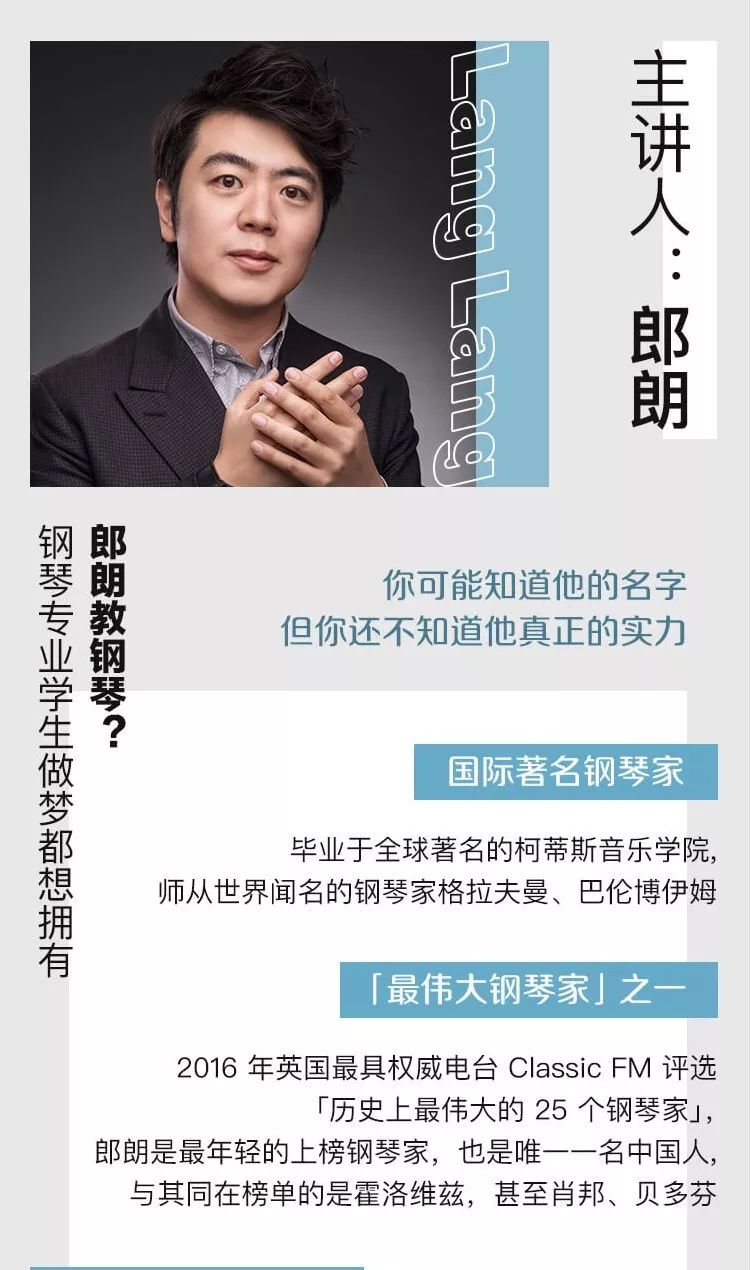 Lang Lang
主讲人：郎朗
郎朗教钢琴？
钢琴专业学生做梦都想拥有
你可能知道他的名字
但你还不知道他真正的实力
国际著名钢琴家
毕业于全球著名的柯蒂斯音乐学院,
师从世界闻名的钢琴家格拉夫曼、巴伦博伊姆
「最伟大钢琴家」之一
2016 年英国最具权威电台 Classic FM 评选
「历史上最伟大的 25 个钢琴家」,
郎朗是最年轻的上榜钢琴家，也是唯一一名中国人,
与其同在榜单的是霍洛维兹，甚至肖邦、贝多芬